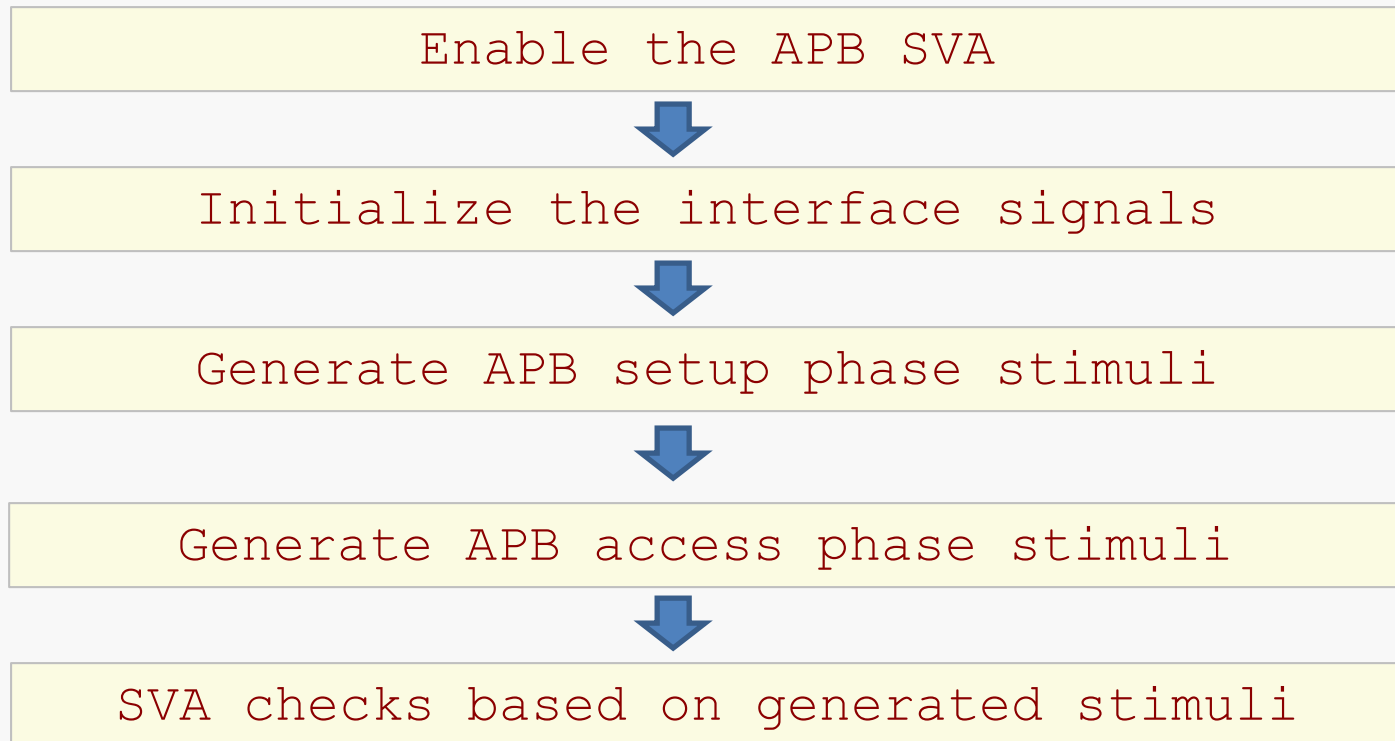 Enable the APB SVA
Initialize the interface signals
Generate APB setup phase stimuli
Generate APB access phase stimuli
SVA checks based on generated stimuli